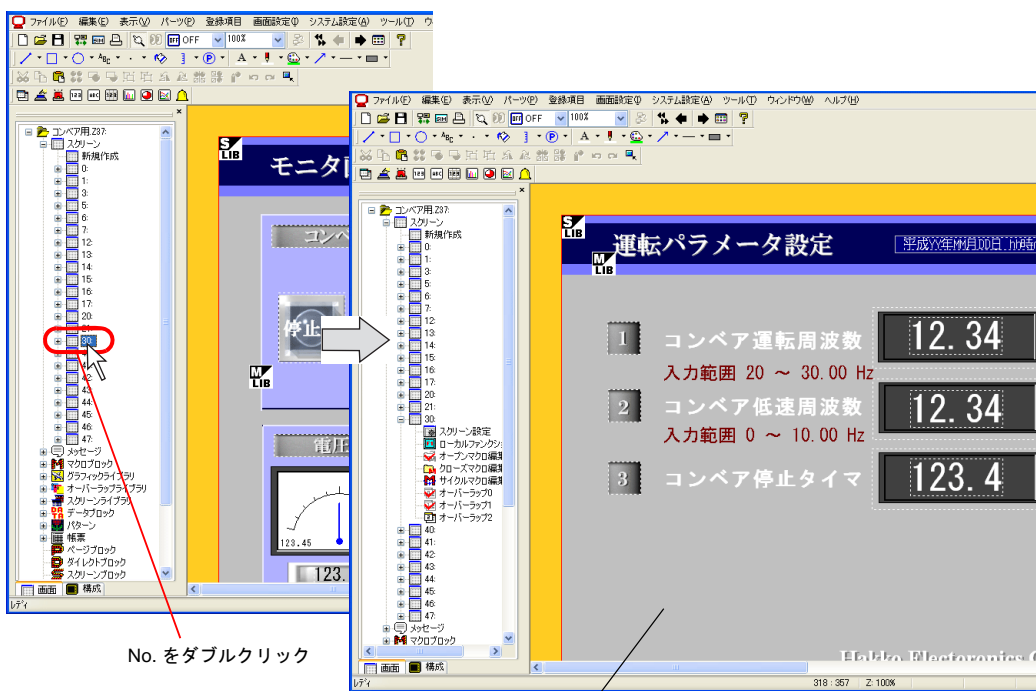 ファイル(F) 編集(E) 表示(V) パーツ(P) 登録項目 画面設定(I) システム設定(A) ツール(T)
OFF 100%
コンベア用.Z37:
スクリーン
新規作成
0:
1:
3:
5:
6:
7:
12:
13:
14:
15:
16:
17:
20:
21:
30:
42:
43:
44:
45:
46:
47:
メッセージ
マクロブロック
グラフィックライブラリ
オーバーラップライブラリ
スクリーンライブラリ
データブロック
パターン
帳票
ページブロック
ダイレクトブロック
スクリーンブロック
画面 構成
レディ
S LIB
モニタ
停止
M LIB
123.45
123.
No. をダブルクリック
ファイル(F) 編集(E) 表示(V) パーツ(P) 登録項目 画面設定(I) システム設定(A) ツール(T) ウィンドウ(W) ヘルプ(H)
OFF 100%
コンベア用.Z37:
スクリーン
新規作成
0:
1:
3:
5:
6:
7:
12:
13:
14:
15:
16:
17:
20:
21:
30:
スクリーン設定
ローカルファンクシ
オープンマクロ編集
クローズマクロ編集
サイクルマクロ編集
オーバーラップ0
オーバーラップ1
オーバーラップ2
40:
41:
42:
43:
44:
45:
46:
47:
メッセージ
マクロブロック
画面 構成
レディ
318 : 357 Z: 100%
S LIB
運転パラメータ設定
M LIB
1 コンベア運転周波数 12.34
入力範囲 20 ～ 30.00 Hz
2 コンベア低速周波数 12.34
入力範囲 0 ～ 10.00 Hz
3 コンベア停止タイマ 123.4
Hakko Electoronics